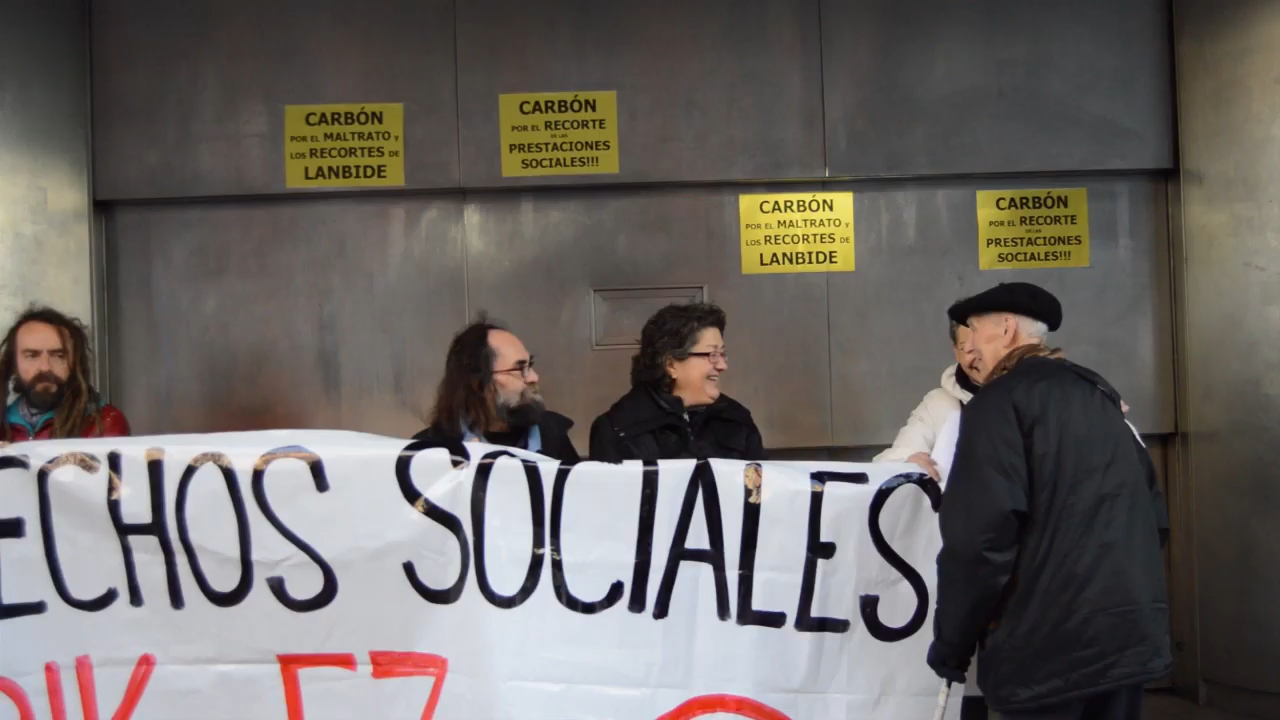 CARBÓN
POR EL MALTRATO Y
LOS RECORTES DE
LANBIDE
CARBÓN
POR EL RECORTE
DE LAS
PRESTACIONES
SOCIALES!!!
CARBÓN
POR EL MALTRATO Y
LOS RECORTES DE
LANBIDE
CARBÓN
POR EL RECORTE
DE LAS
PRESTACIONES
SOCIALES!!!
ECHOS SOCIALES